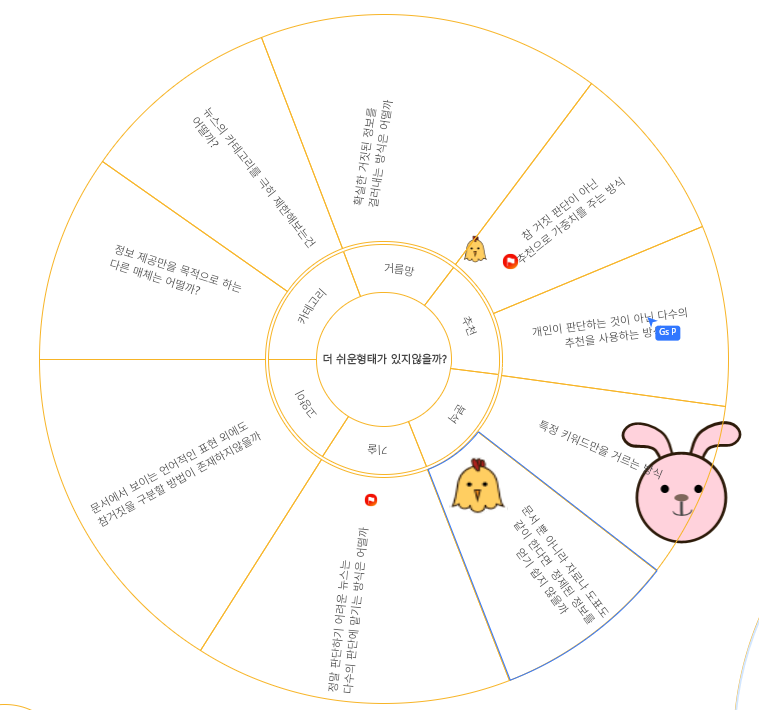 더 쉬운형태가 있지않을까?
거름망
추천
분석
기술
고양이
카테고리
확실한 거짓된 정보를
걸러내는 방식은 어떨까
참 거짓 판단이 아닌
추천으로 가중치를 주는 방식
개인이 판단하는 것이 아닌 다수의
추천을 사용하는 방식
Gs P
특정 키워드만을 거르는 방식
문서 뿐 아니라 자료나 도표도
같이 한다면 정제된 정보를
얻기 쉽지 않을까
정말 판단하기 어려운 뉴스는
다수의 판단에 맡기는 방식은 어떨까
문서에서 보이는 언어적인 표현 외에도
참거짓을 구분할 방법이 존재하지않을까
정보 제공만을 목적으로 하는
다른 매체는 어떨까?
뉴스의 카테고리를 극히 제한해보는건
어떨까?